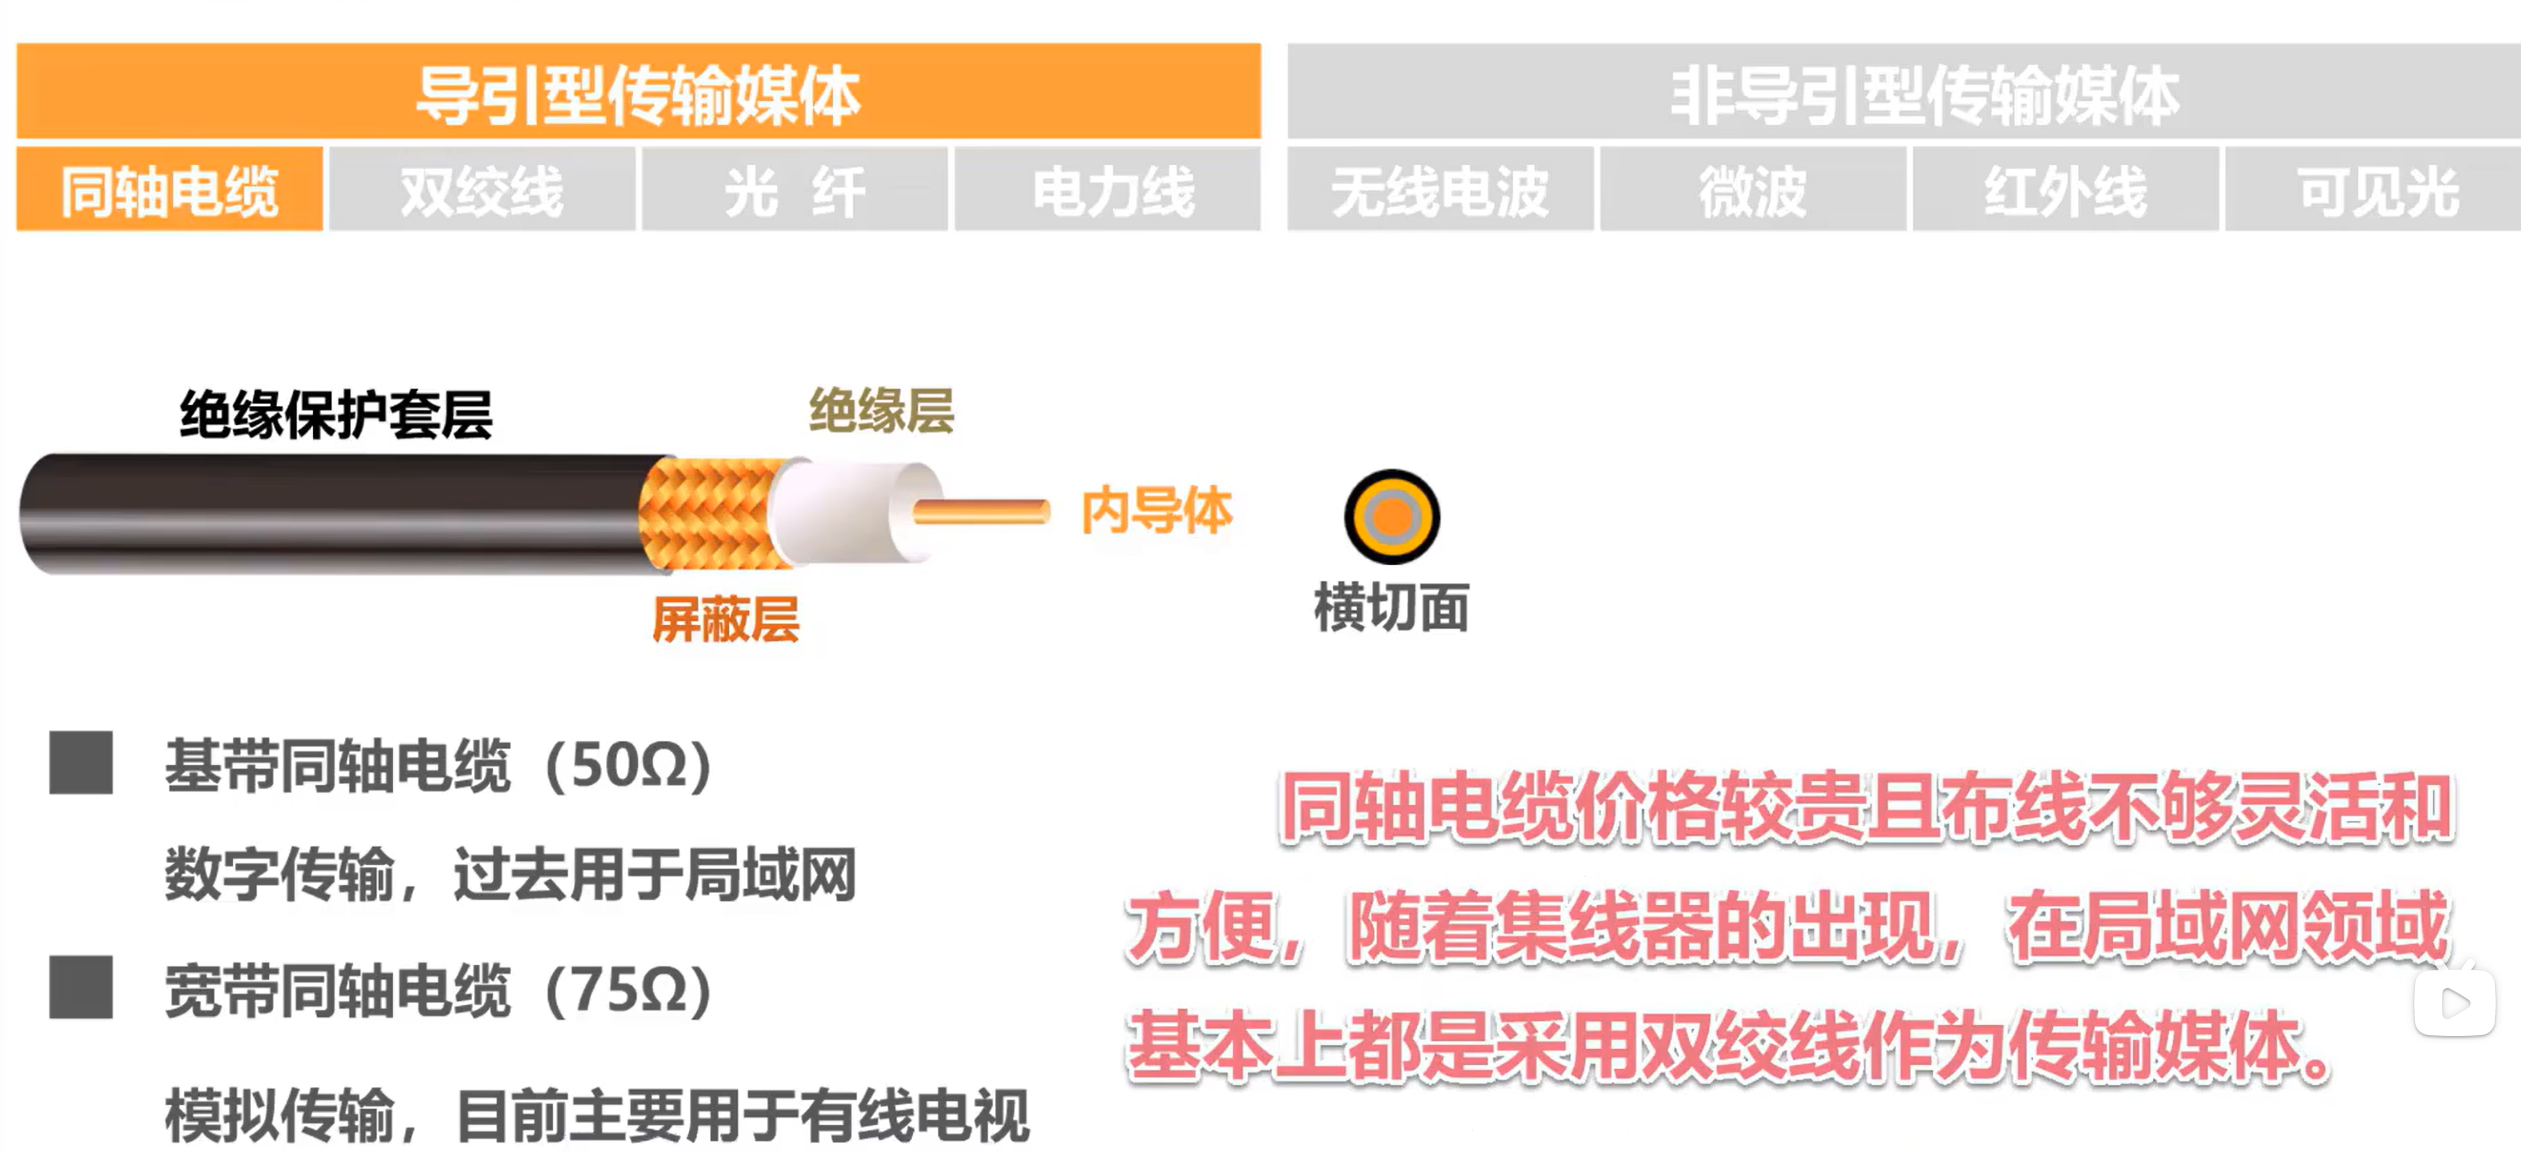 导引型传输媒体
非导引型传输媒体
同轴电缆
双绞线
光 纤
电力线
无线电波
微波
红外线
可见光
绝缘保护套层
绝缘层
内导体
屏蔽层
横切面
基带同轴电缆（50Ω）
数字传输，过去用于局域网
宽带同轴电缆（75Ω）
模拟传输，目前主要用于有线电视
同轴电缆价格较贵且布线不够灵活和
方便，随着集线器的出现，在局域网领域
基本上都是采用双绞线作为传输媒体。